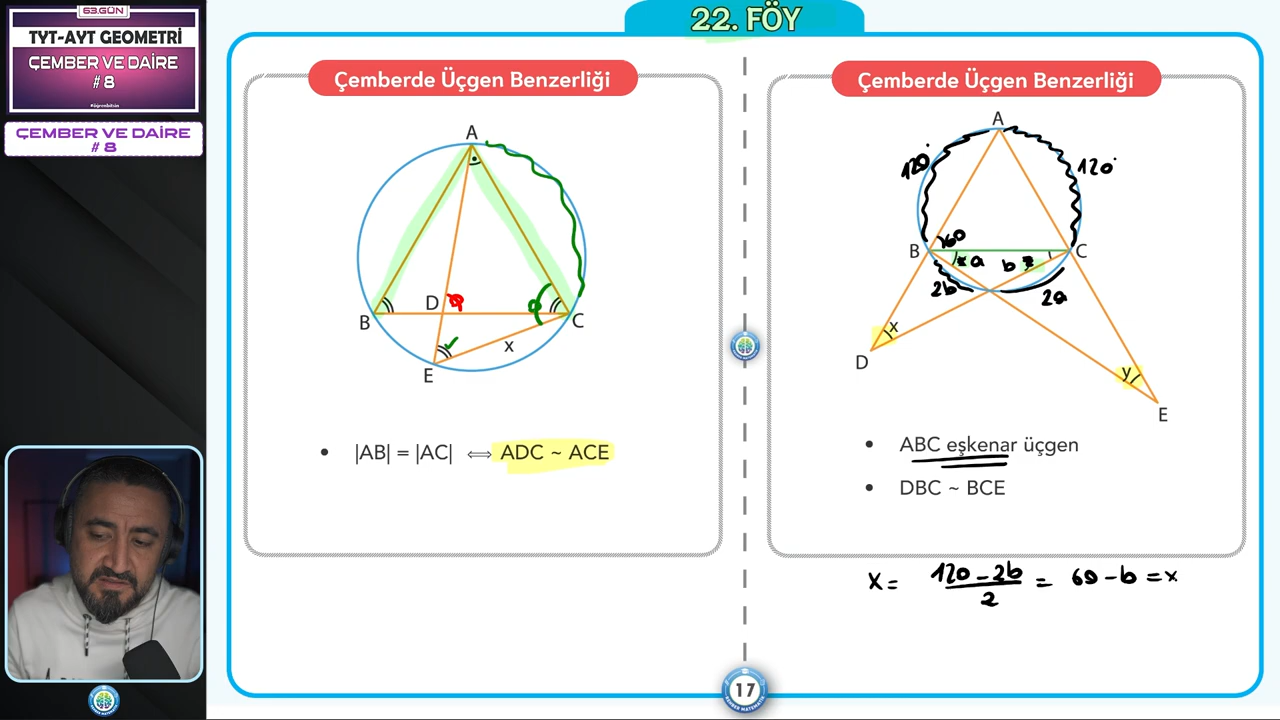 63.GÜN
TYT-AYT GEOMETRİ
ÇEMBER VE DAİRE
# 8
#öğrenbitsin
ÇEMBER VE DAİRE
# 8
22. FÖY
Çemberde Üçgen Benzerliği
A
B
D
C
E
x
• |AB| = |AC| ⟺ ADC ~ ACE
Çemberde Üçgen Benzerliği
A
120°
120°
B
60
C
a
b
2b
2a
x
D
y
E
• ABC eşkenar üçgen
• DBC ~ BCE
x = 120 - 2b / 2 = 60 - b = x
17